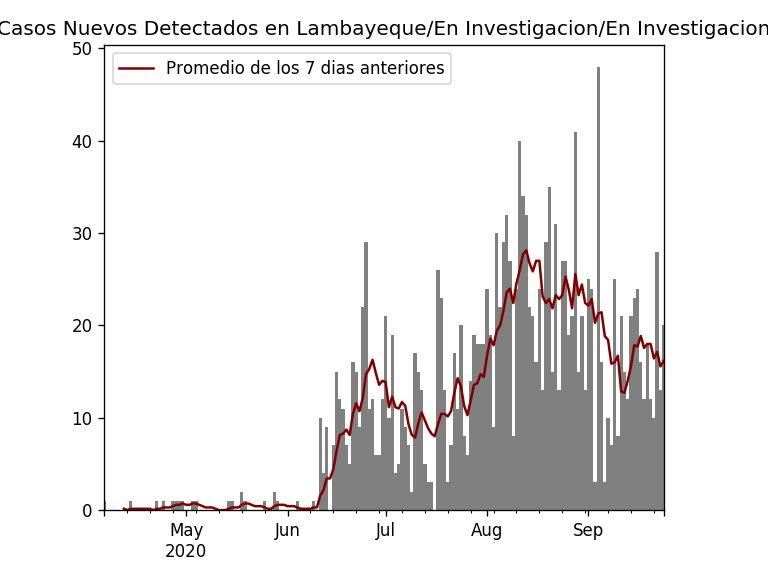 Casos Nuevos Detectados en Lambayeque/En Investigacion/En Investigacion
Promedio de los 7 dias anteriores
50
40
30
20
10
0
May Jun Jul Aug Sep
2020